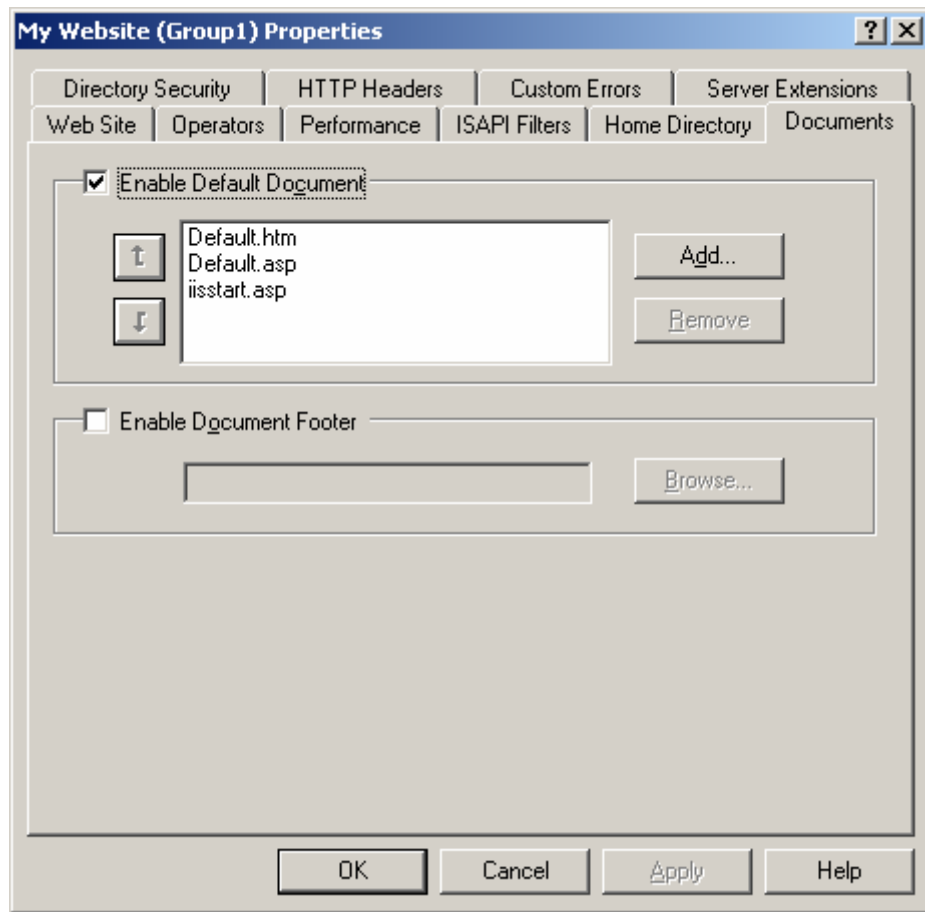 My Website (Group1) Properties
Directory Security HTTP Headers Custom Errors Server Extensions
Web Site Operators Performance ISAPI Filters Home Directory Documents
Enable Default Document
Default.htm
Default.asp
iisstart.asp
Add...
Remove
Enable Document Footer
Browse...
OK Cancel Apply Help